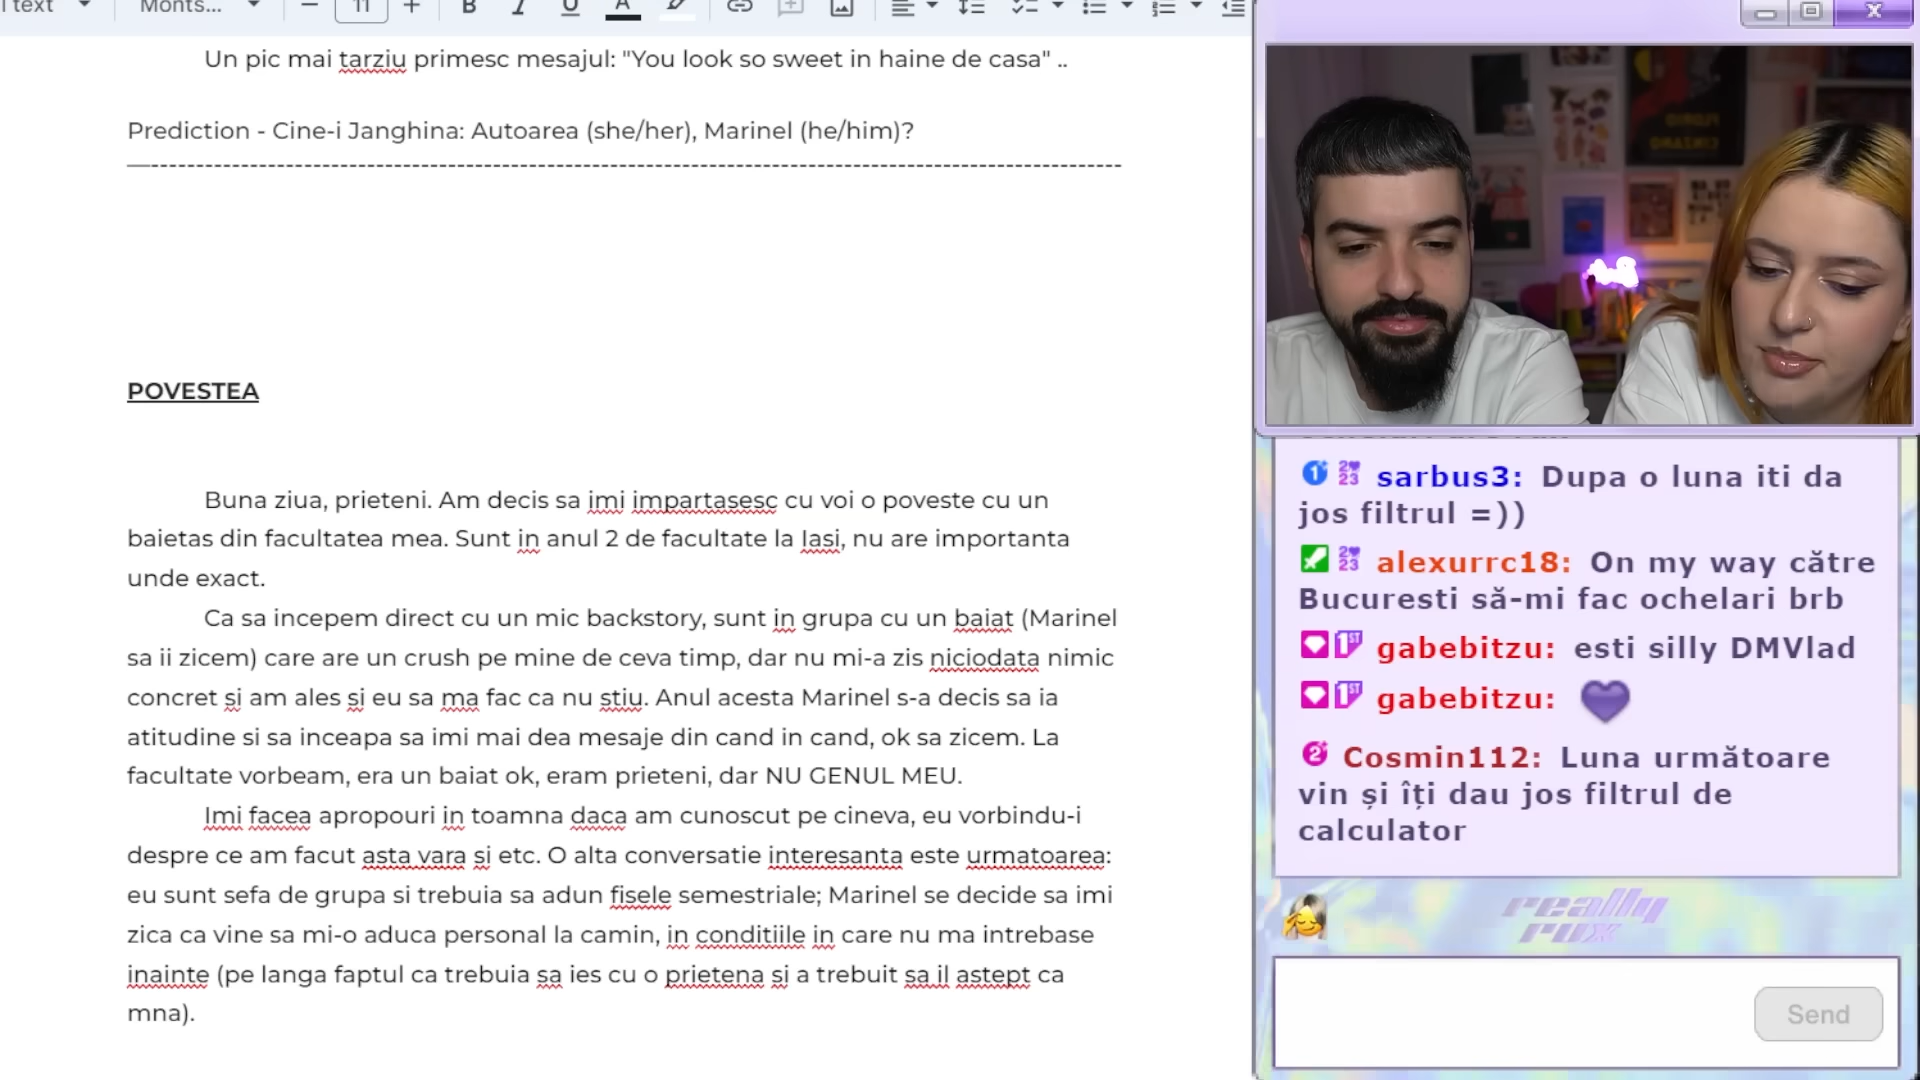 Monts...
11
B
I
U
A
Un pic mai tarziu primesc mesajul: "You look so sweet in haine de casa" ..
Prediction - Cine-i Janghina: Autoarea (she/her), Marinel (he/him)?
POVESTEA
Buna ziua, prieteni. Am decis sa imi impartasesc cu voi o poveste cu un
baietas din facultatea mea. Sunt in anul 2 de facultate la Iasi, nu are importanta
unde exact.
Ca sa incepem direct cu un mic backstory, sunt in grupa cu un baiat (Marinel
sa ii zicem) care are un crush pe mine de ceva timp, dar nu mi-a zis niciodata nimic
concret si am ales si eu sa ma fac ca nu stiu. Anul acesta Marinel s-a decis sa ia
atitudine si sa inceapa sa imi mai dea mesaje din cand in cand, ok sa zicem. La
facultate vorbeam, era un baiat ok, eram prieteni, dar NU GENUL MEU.
Imi facea apropouri in toamna daca am cunoscut pe cineva, eu vorbindu-i
despre ce am facut asta vara si etc. O alta conversatie interesanta este urmatoarea:
eu sunt sefa de grupa si trebuia sa adun fisele semestriale; Marinel se decide sa imi
zica ca vine sa mi-o aduca personal la camin, in conditiile in care nu ma intrebase
inainte (pe langa faptul ca trebuia sa ies cu o prietena si a trebuit sa il astept ca
mna).
sarbus3: Dupa o luna iti da
jos filtrul =))
alexurrc18: On my way către
Bucuresti să-mi fac ochelari brb
gabebitzu: esti silly DMVlad
gabebitzu:
Cosmin112: Luna următoare
vin și îți dau jos filtrul de
calculator
really
rux
Send